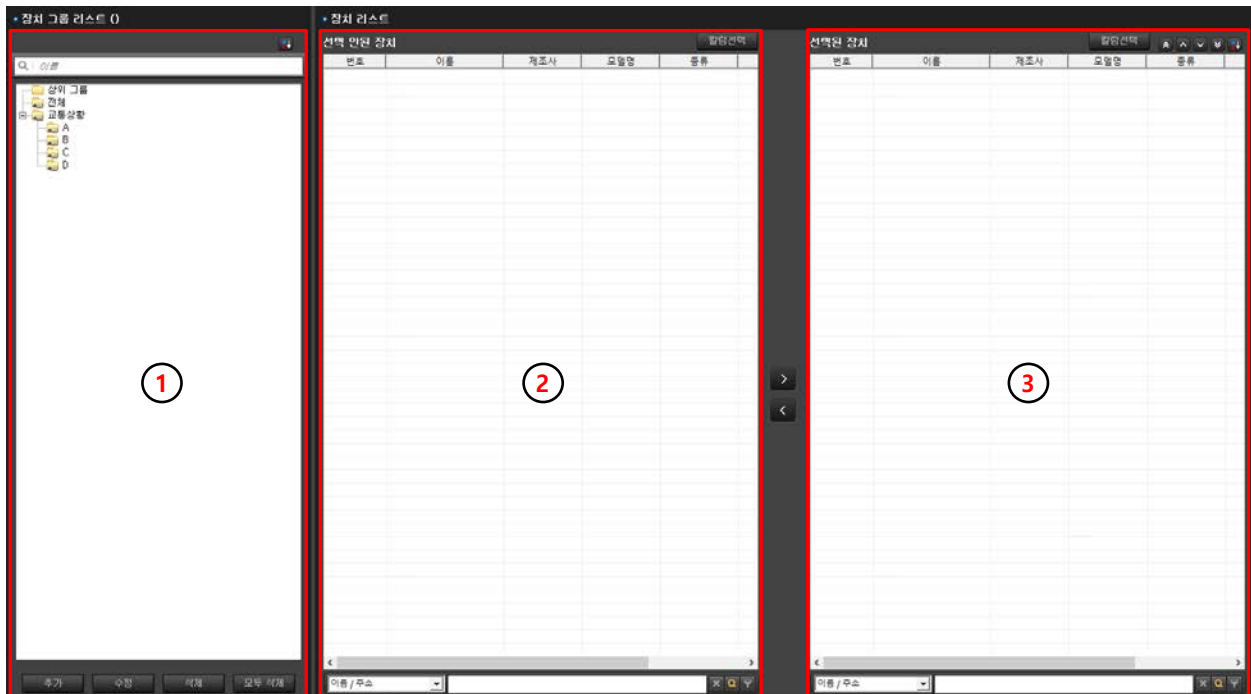 장치 그룹 리스트 ()
이름
상위 그룹
전체
교통상황
A
B
C
D
1
추가 수정 삭제 모두 삭제
장치 리스트
선택 안된 장치 칼럼선택
번호 이름 제조사 모델명 종류
2
이름 / 주소
선택된 장치 칼럼선택
번호 이름 제조사 모델명 종류
3
이름 / 주소